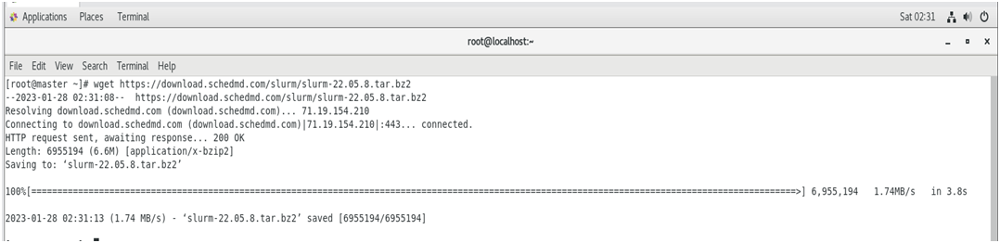 Applications Places Terminal Sat 02:31
root@localhost:~
File Edit View Search Terminal Help
[root@master ~]# wget https://download.schedmd.com/slurm/slurm-22.05.8.tar.bz2
--2023-01-28 02:31:08--  https://download.schedmd.com/slurm/slurm-22.05.8.tar.bz2
Resolving download.schedmd.com (download.schedmd.com)... 71.19.154.210
Connecting to download.schedmd.com (download.schedmd.com)|71.19.154.210|:443... connected.
HTTP request sent, awaiting response... 200 OK
Length: 6955194 (6.6M) [application/x-bzip2]
Saving to: ‘slurm-22.05.8.tar.bz2’
100%[======================================================================================================================================================>] 6,955,194   1.74MB/s   in 3.8s
2023-01-28 02:31:13 (1.74 MB/s) - ‘slurm-22.05.8.tar.bz2’ saved [6955194/6955194]